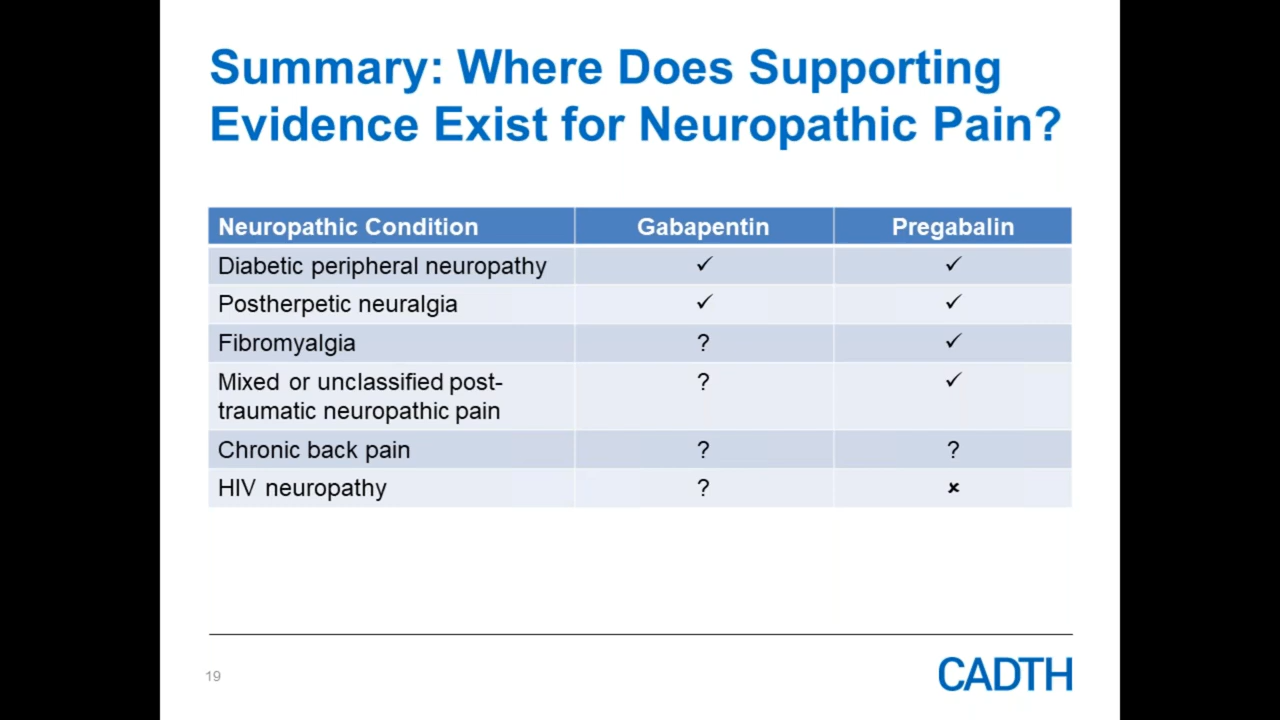 Summary: Where Does Supporting
Evidence Exist for Neuropathic Pain?
Neuropathic Condition Gabapentin Pregabalin
Diabetic peripheral neuropathy ✓ ✓
Postherpetic neuralgia ✓ ✓
Fibromyalgia ? ✓
Mixed or unclassified post- ? ✓
traumatic neuropathic pain
Chronic back pain ? ?
HIV neuropathy ? ×
19
CADTH